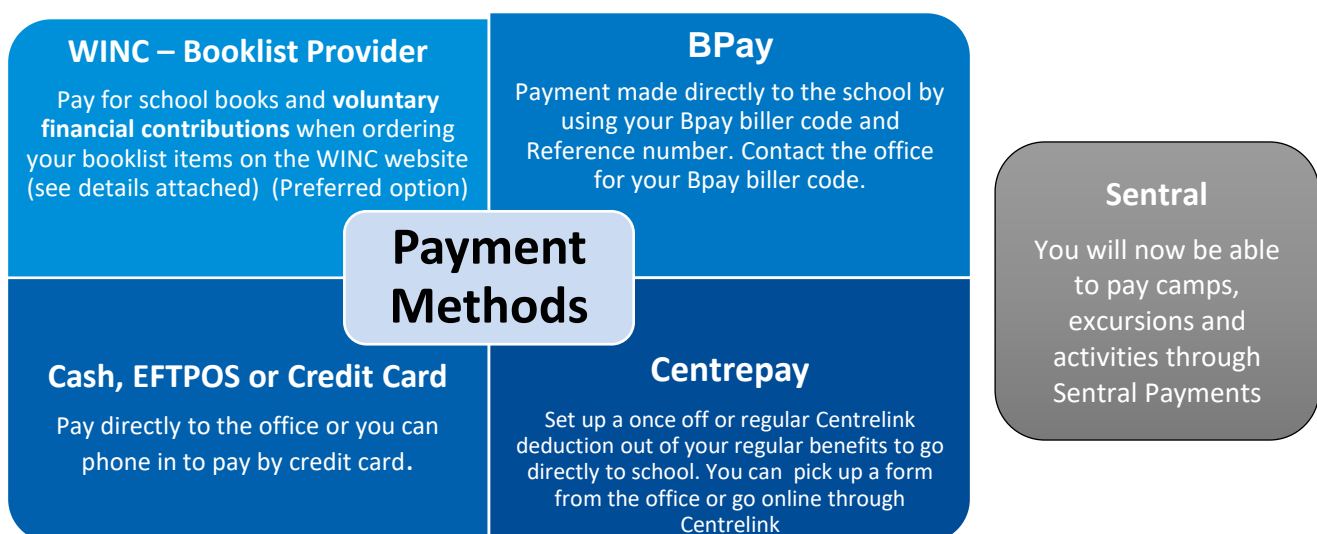 WINC – Booklist Provider
Pay for school books and voluntary
financial contributions when ordering
your booklist items on the WINC website
(see details attached) (Preferred option)
BPay
Payment made directly to the school by
using your Bpay biller code and
Reference number. Contact the office
for your Bpay biller code.
Payment
Methods
Cash, EFTPOS or Credit Card
Pay directly to the office or you can
phone in to pay by credit card.
Centrepay
Set up a once off or regular Centrelink
deduction out of your regular benefits to go
directly to school. You can pick up a form
from the office or go online through
Centrelink
Sentral
You will now be able
to pay camps,
excursions and
activities through
Sentral Payments